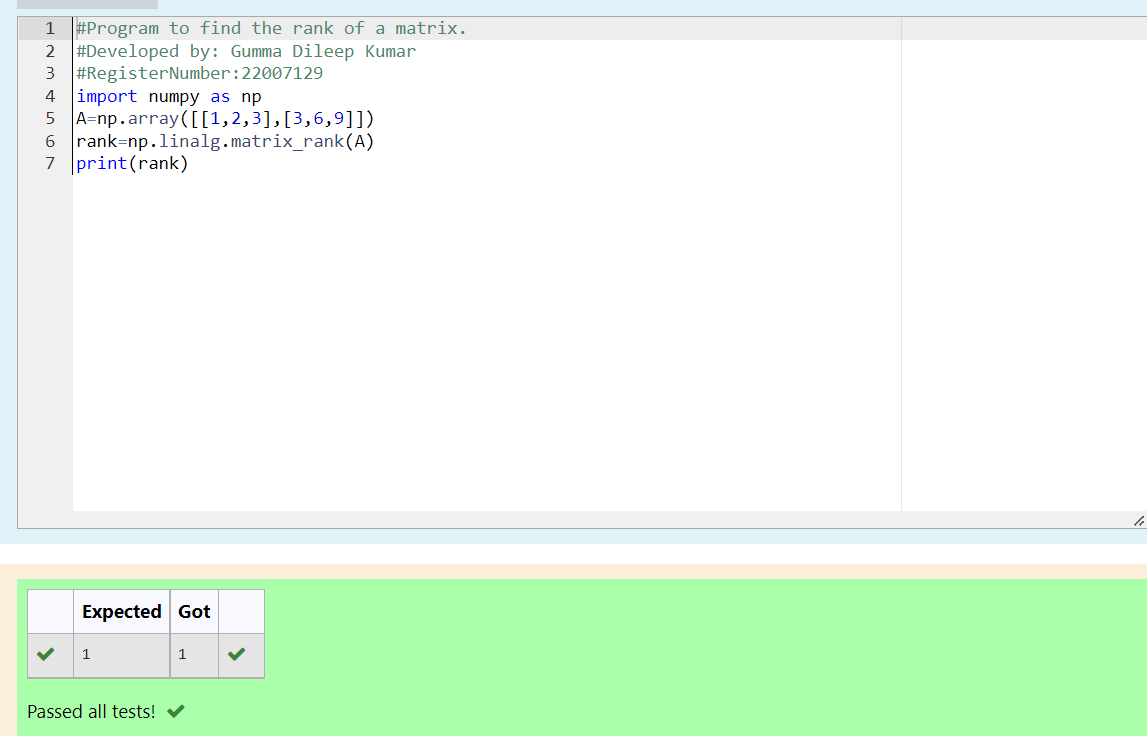 1 #Program to find the rank of a matrix.
2 #Developed by: Gumma Dileep Kumar
3 #RegisterNumber:22007129
4 import numpy as np
5 A=np.array([[1,2,3],[3,6,9]])
6 rank=np.linalg.matrix_rank(A)
7 print(rank)
Expected Got
1 1
Passed all tests!